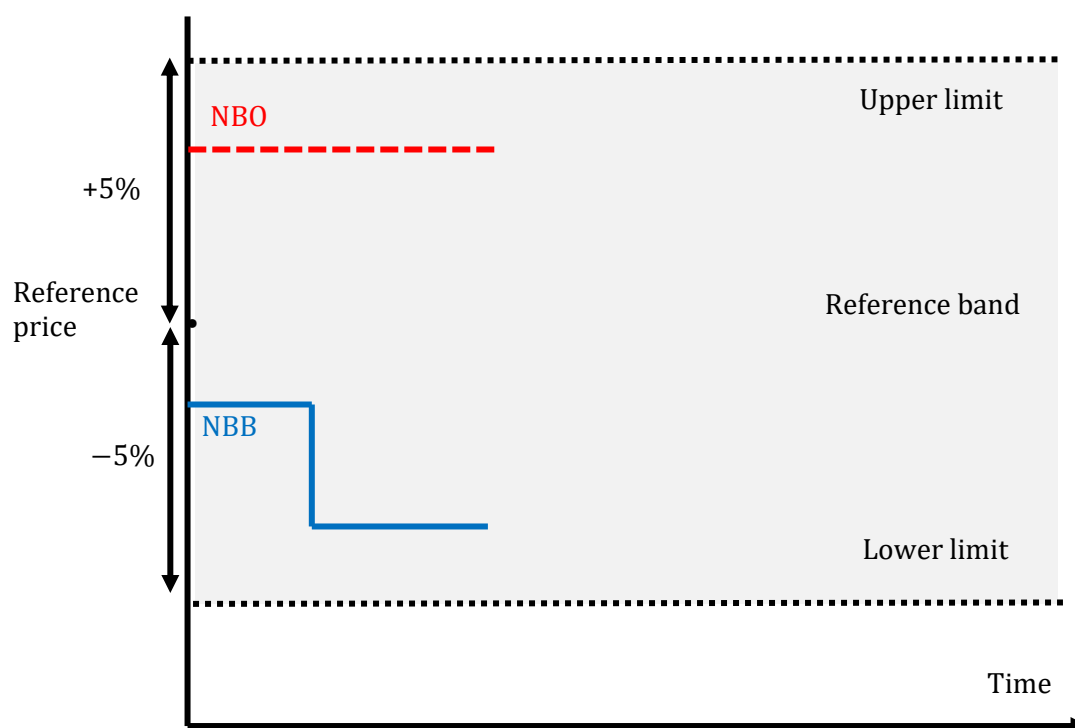 Upper limit
NBO
+5%
Reference
price
Reference band
NBB
−5%
Lower limit
Time